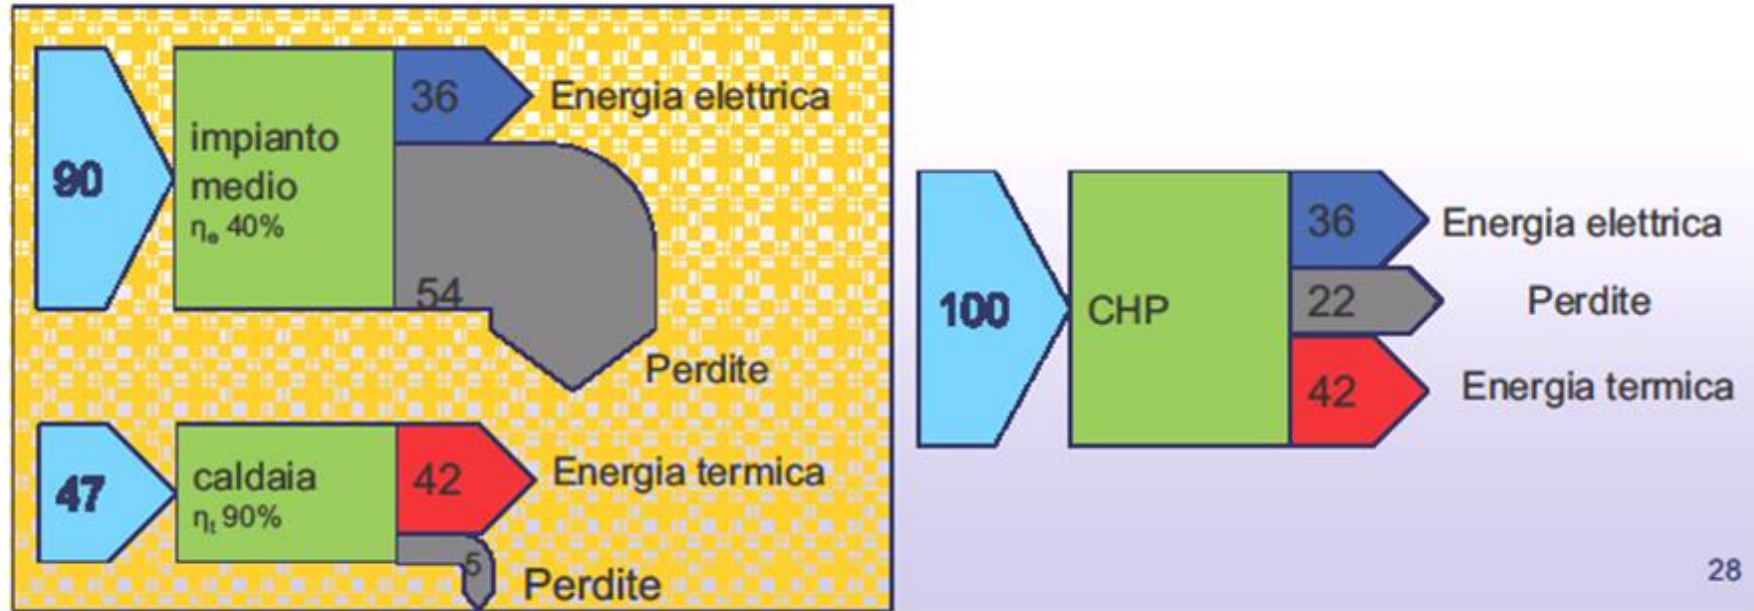 90
impianto
medio
ηe 40%
36
Energia elettrica
54
Perdite
47
caldaia
ηt 90%
42
Energia termica
5
Perdite
100
CHP
36
Energia elettrica
22
Perdite
42
Energia termica
28